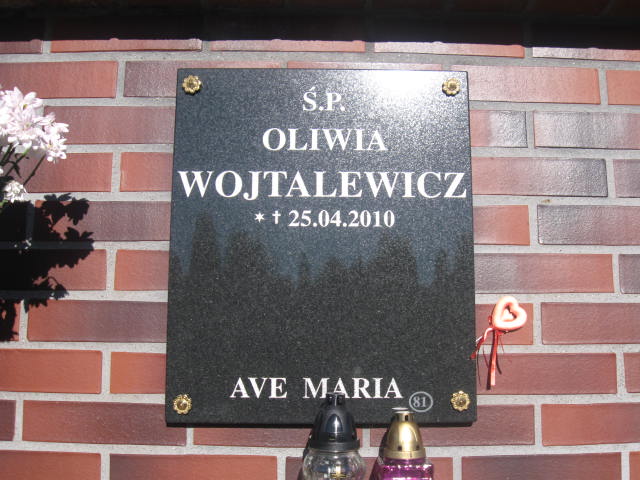 Ś.P.
OLIWIA
WOJTALEWICZ
* † 25.04.2010
AVE MARIA
81